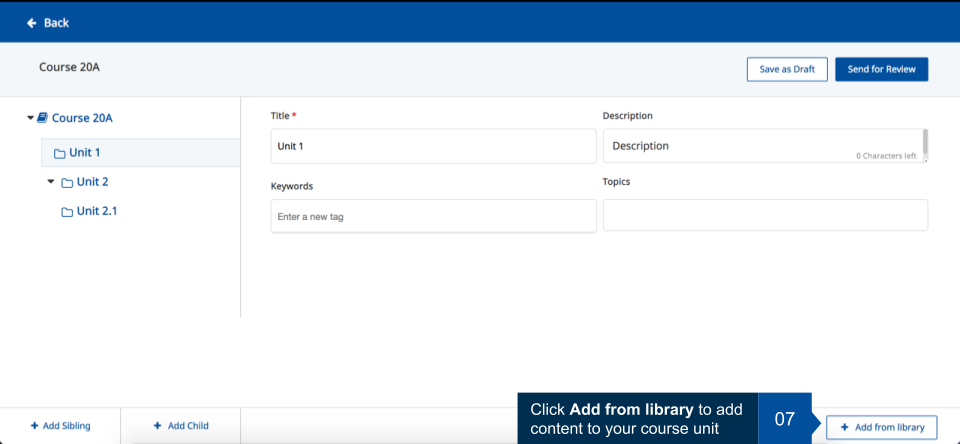 Back
Course 20A
Save as Draft
Send for Review
Course 20A
Unit 1
Unit 2
Unit 2.1
Title *
Unit 1
Description
Description
0 Characters left
Keywords
Enter a new tag
Topics
+ Add Sibling
+ Add Child
Click Add from library to add
content to your course unit
07
+ Add from library